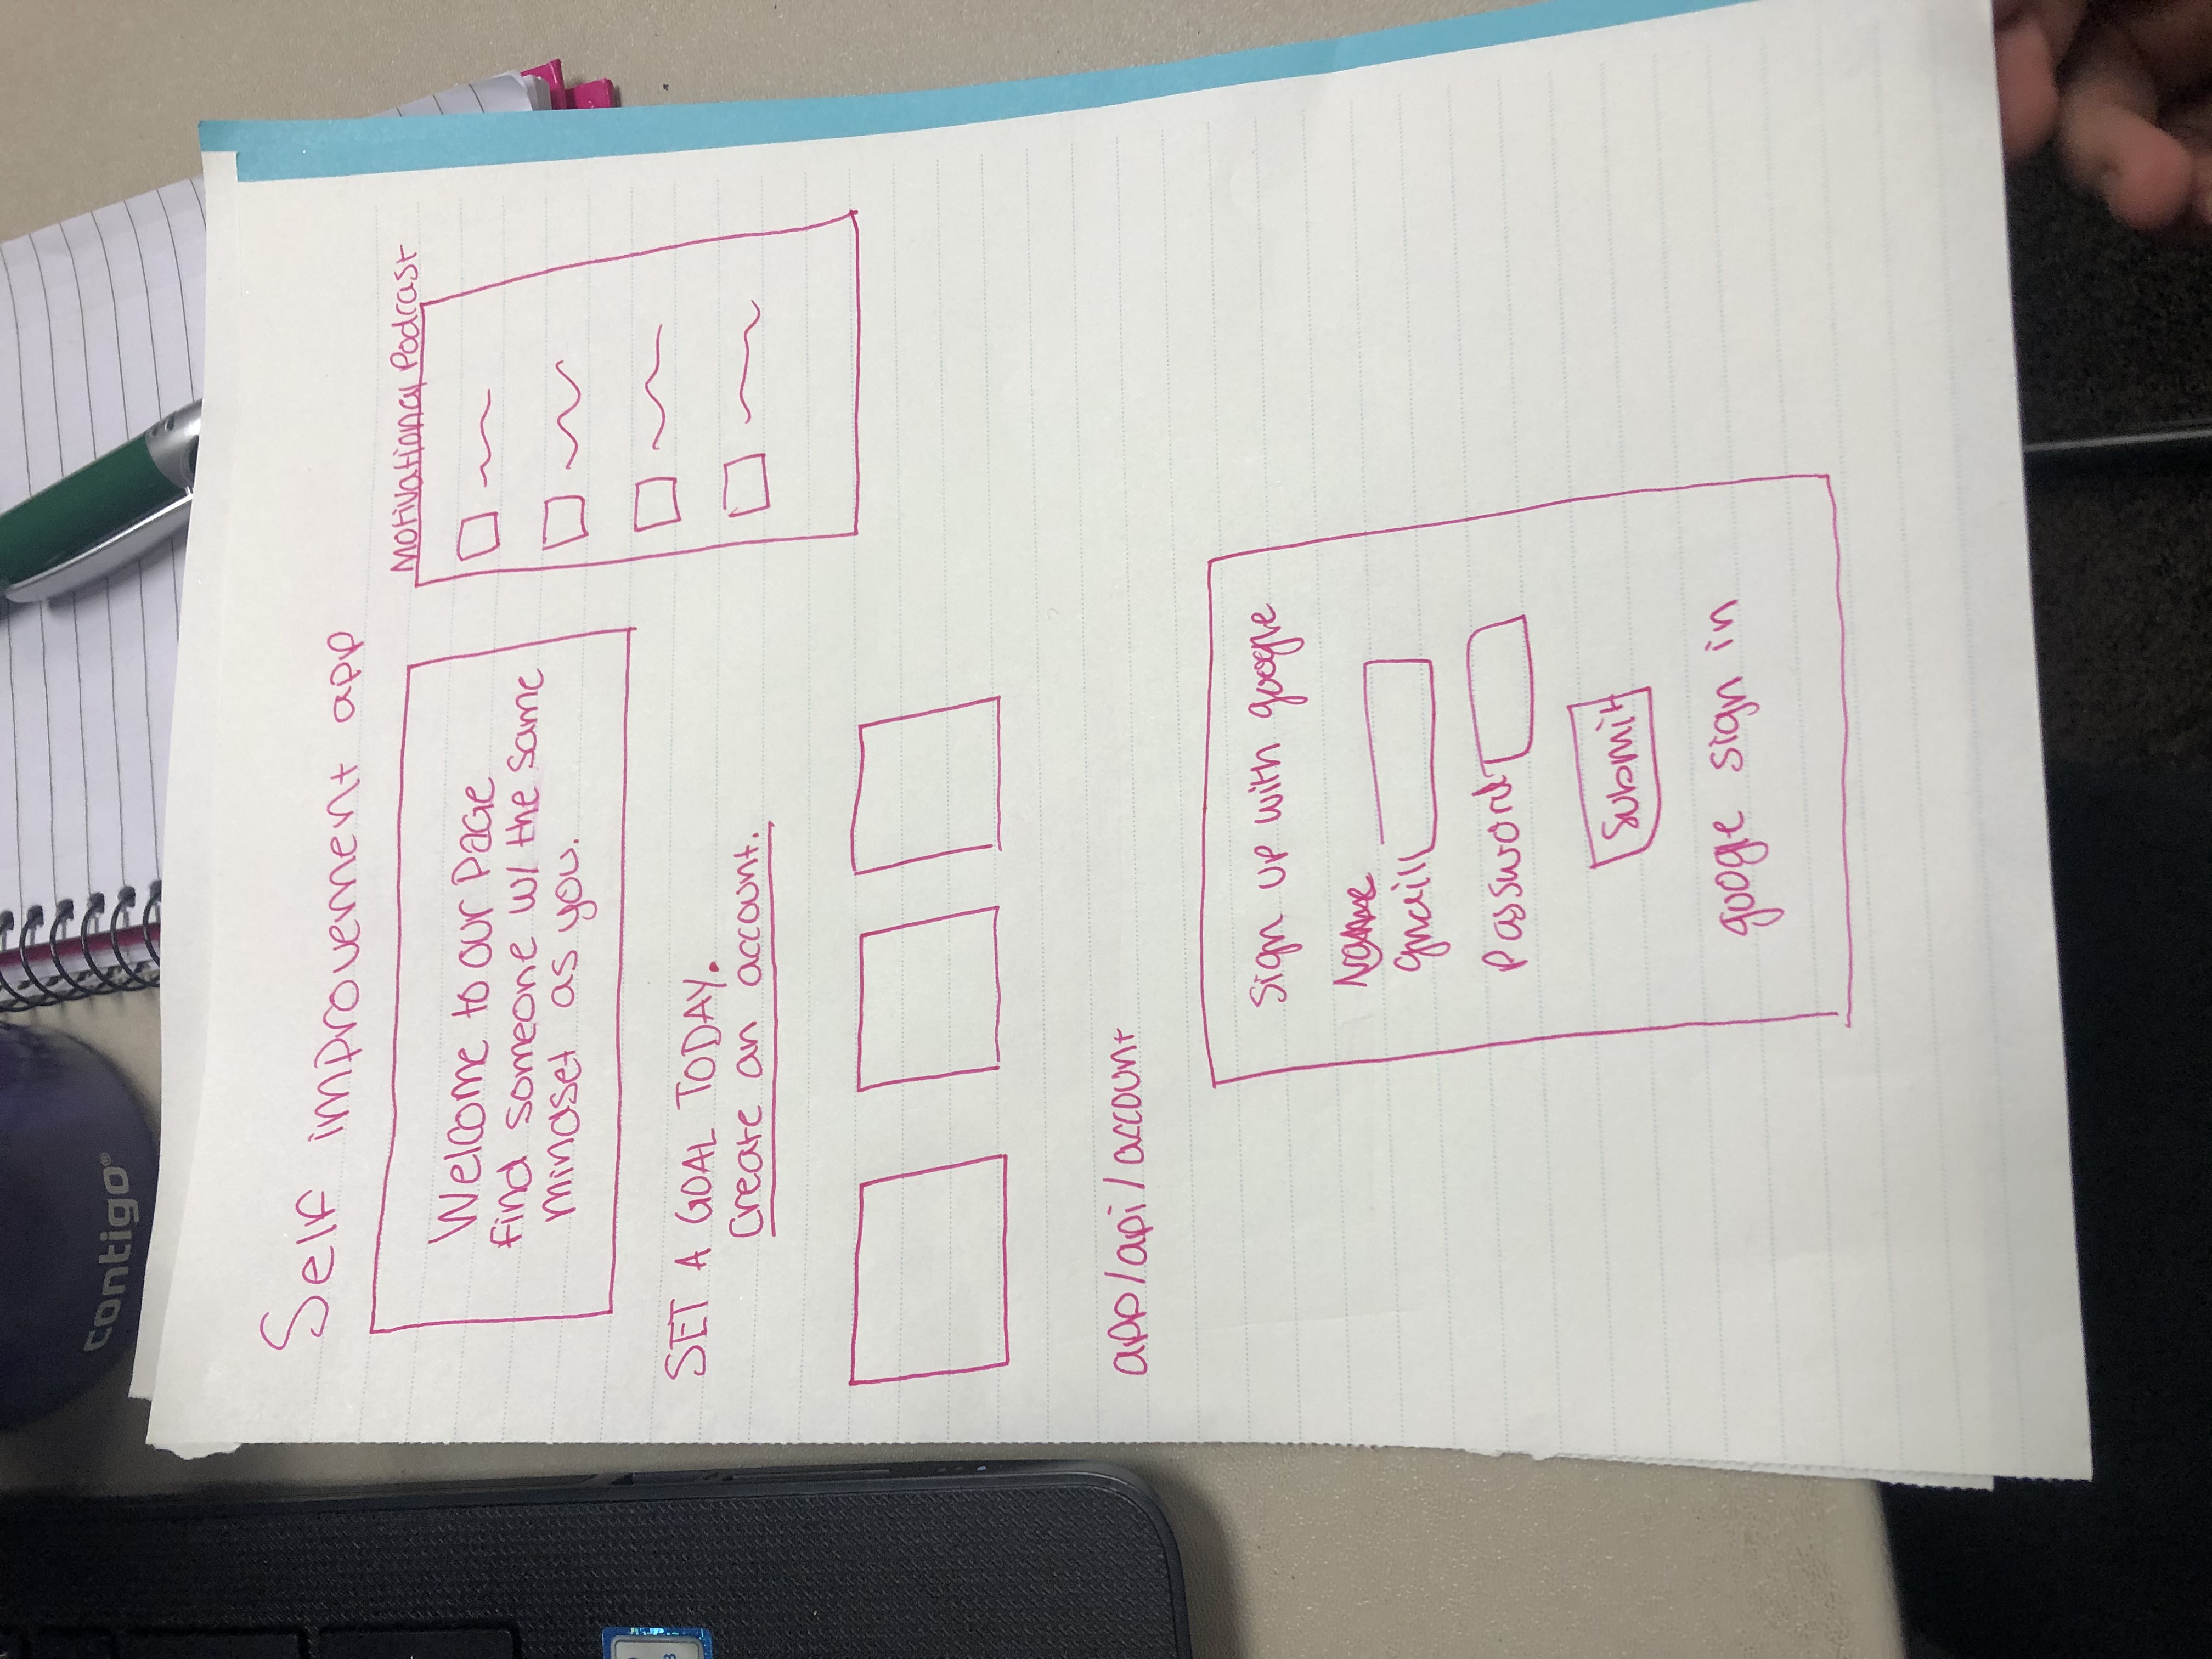 contigo®
Self improvement app
Welcome to our Page
find someone w/ the same
mindset as you.
Motivational Podcast
SET A GOAL TODAY.
Create an account.
app/api/account
Sign up with google
Name
gmail
Password
Submit
google sign in